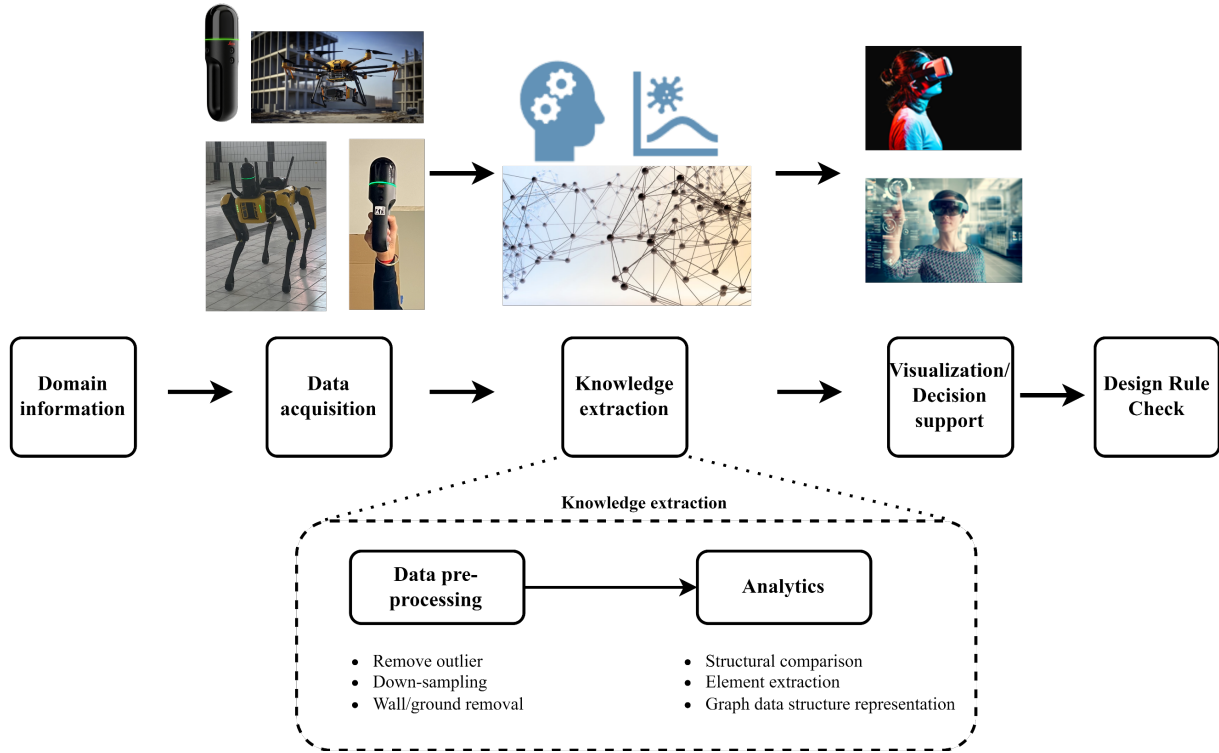 Domain
information
Data
acquisition
Knowledge
extraction
Visualization/
Decision
support
Design Rule
Check
Knowledge extraction
Data pre-
processing
Analytics
• Remove outlier
• Down-sampling
• Wall/ground removal
• Structural comparison
• Element extraction
• Graph data structure representation